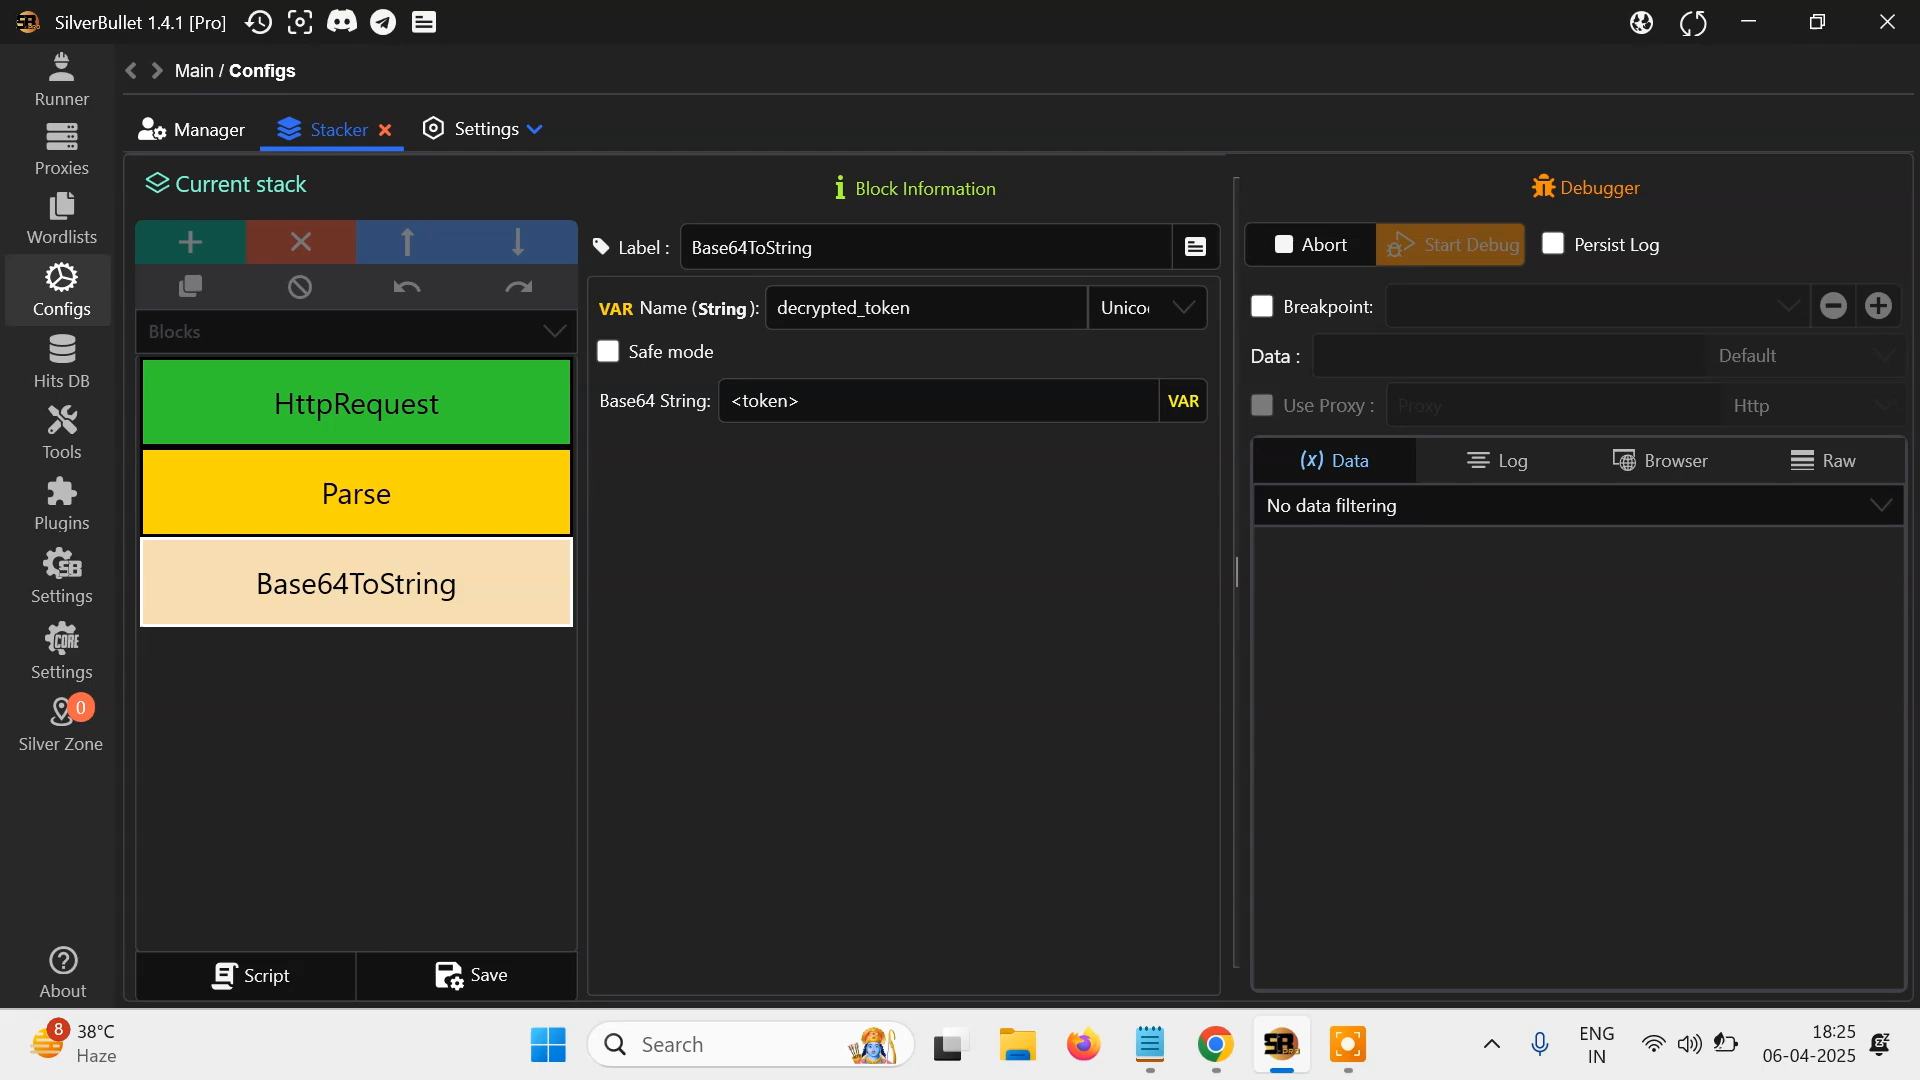 SilverBullet 1.4.1 [Pro]
Runner
Proxies
Wordlists
Configs
Hits DB
Tools
Plugins
Settings
Settings
0
Silver Zone
About
Main / Configs
Manager
Stacker
Settings
Current stack
Blocks
HttpRequest
Parse
Base64ToString
Script
Save
Block Information
Label :
Base64ToString
VAR Name (String):
decrypted_token
Unico
Safe mode
Base64 String:
<token>
VAR
Debugger
Abort
Start Debug
Persist Log
Breakpoint:
Data :
Default
Use Proxy :
Proxy
Http
(x) Data
Log
Browser
Raw
No data filtering
8
38°C
Haze
Search
ENG
IN
18:25
06-04-2025
SB
PRO
SB
CORE